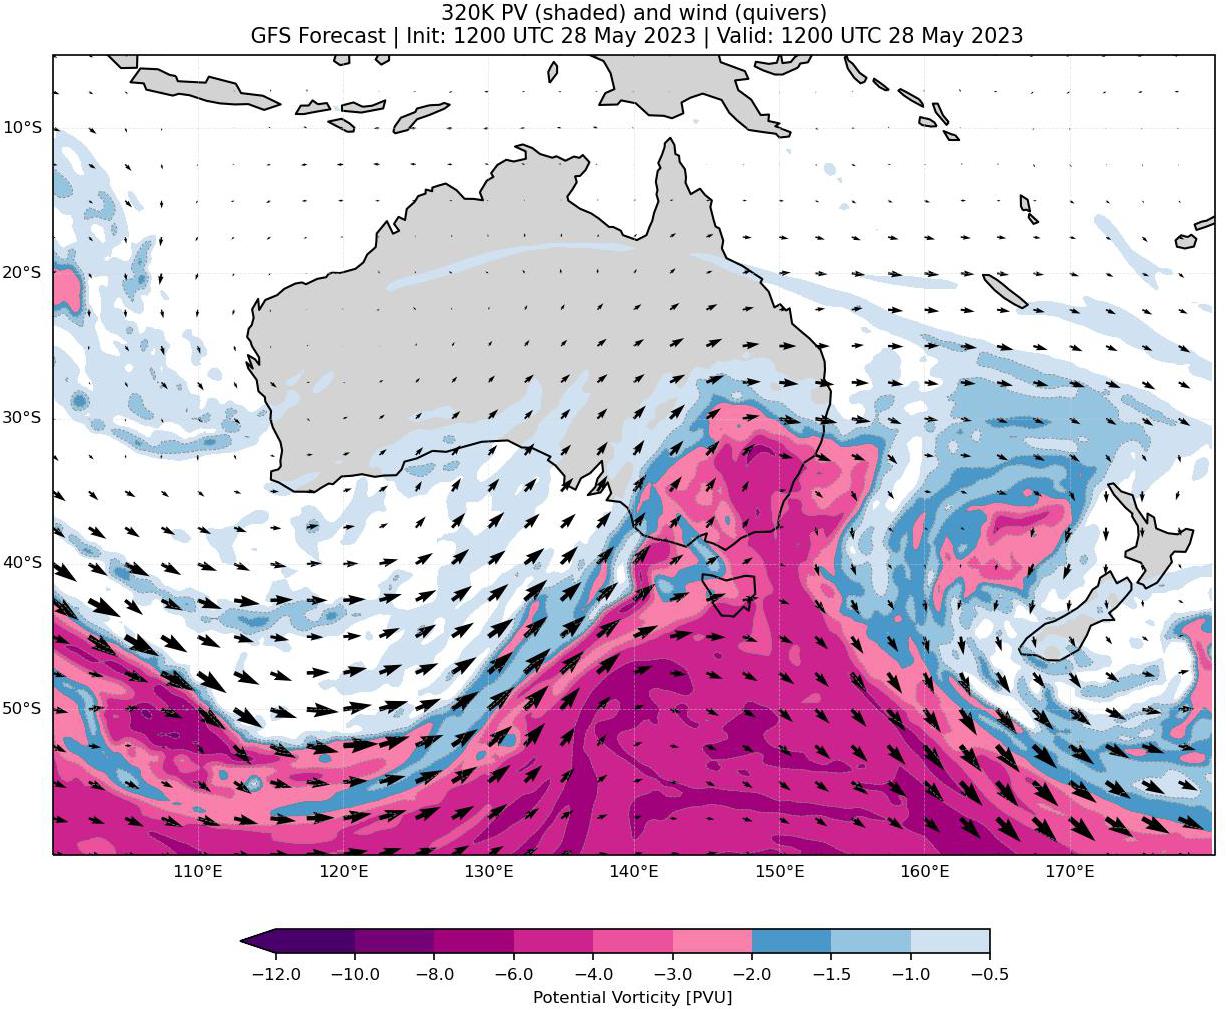 320K PV (shaded) and wind (quivers)
GFS Forecast | Init: 1200 UTC 28 May 2023 | Valid: 1200 UTC 28 May 2023
10°S
20°S
30°S
40°S
50°S
110°E 120°E 130°E 140°E 150°E 160°E 170°E
−12.0 −10.0 −8.0 −6.0 −4.0 −3.0 −2.0 −1.5 −1.0 −0.5
Potential Vorticity [PVU]